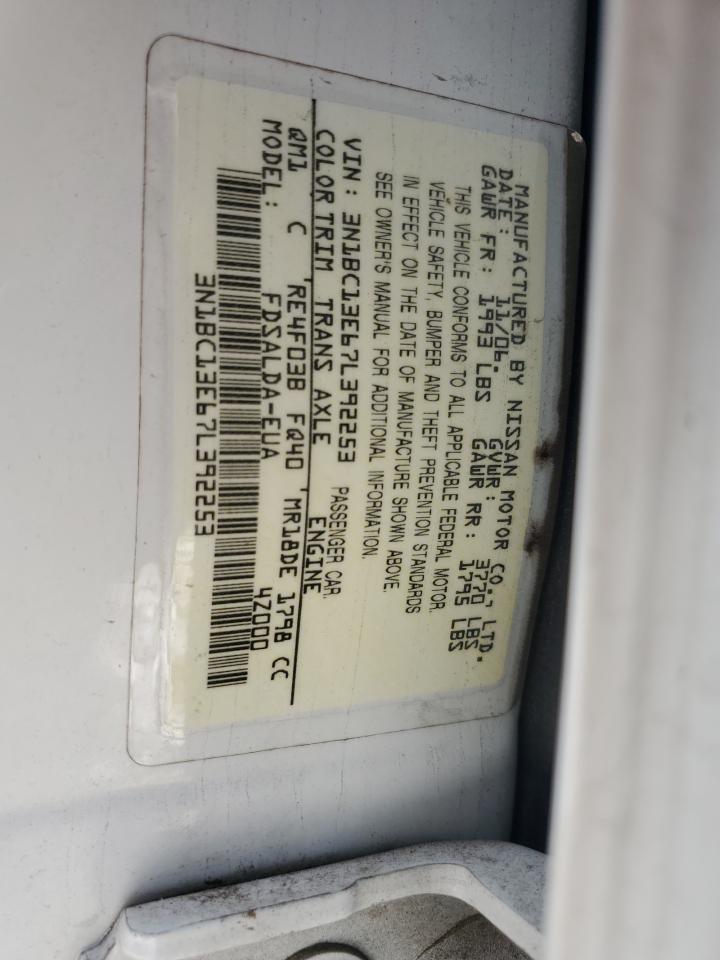 MANUFACTURED BY NISSAN MOTOR CO., LTD.
DATE: 11/06. GVWR: 3770 LBS
GAWR FR: 1993 LBS GAWR RR: 1795 LBS
THIS VEHICLE CONFORMS TO ALL APPLICABLE FEDERAL MOTOR
VEHICLE SAFETY, BUMPER AND THEFT PREVENTION STANDARDS
IN EFFECT ON THE DATE OF MANUFACTURE SHOWN ABOVE.
SEE OWNER'S MANUAL FOR ADDITIONAL INFORMATION.
VIN: 3N1BC13E67L392253 PASSENGER CAR
COLOR TRIM TRANS AXLE ENGINE
QM1 C RE4F03B FQ40 MR18DE 1798 CC
MODEL: FDSALDA-EUA 4Z000
3N1BC13E67L392253